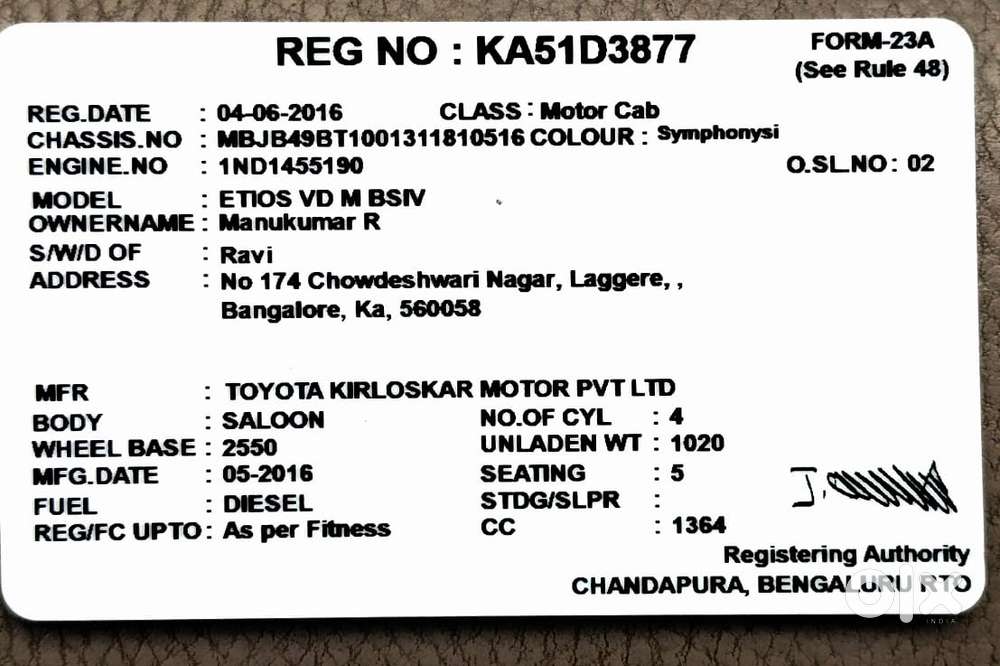 REG NO : KA51D3877
FORM-23A
(See Rule 48)
REG.DATE : 04-06-2016 CLASS : Motor Cab
CHASSIS.NO : MBJB49BT1001311810516 COLOUR : Symphonysi
ENGINE.NO : 1ND1455190 O.SL.NO : 02
MODEL : ETIOS VD M BSIV
OWNERNAME : Manukumar R
S/W/D OF : Ravi
ADDRESS : No 174 Chowdeshwari Nagar, Laggere, ,
Bangalore, Ka, 560058
MFR : TOYOTA KIRLOSKAR MOTOR PVT LTD
BODY : SALOON NO.OF CYL : 4
WHEEL BASE : 2550 UNLADEN WT : 1020
MFG.DATE : 05-2016 SEATING : 5
FUEL : DIESEL STDG/SLPR :
REG/FC UPTO : As per Fitness CC : 1364
Registering Authority
CHANDAPURA, BENGALURU RTO
olx
INDIA